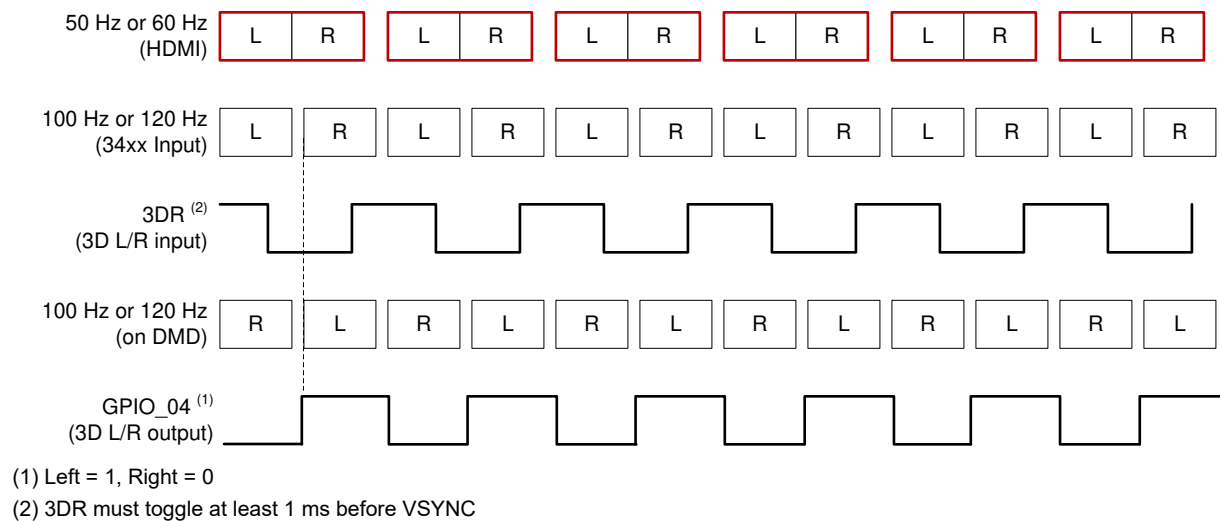 50 Hz or 60 Hz
(HDMI)
L R L R L R L R L R L R
100 Hz or 120 Hz
(34xx Input)
L R L R L R L R L R L R
3DR (2)
(3D L/R input)
100 Hz or 120 Hz
(on DMD)
R L R L R L R L R L R L
GPIO_04 (1)
(3D L/R output)
(1) Left = 1, Right = 0
(2) 3DR must toggle at least 1 ms before VSYNC